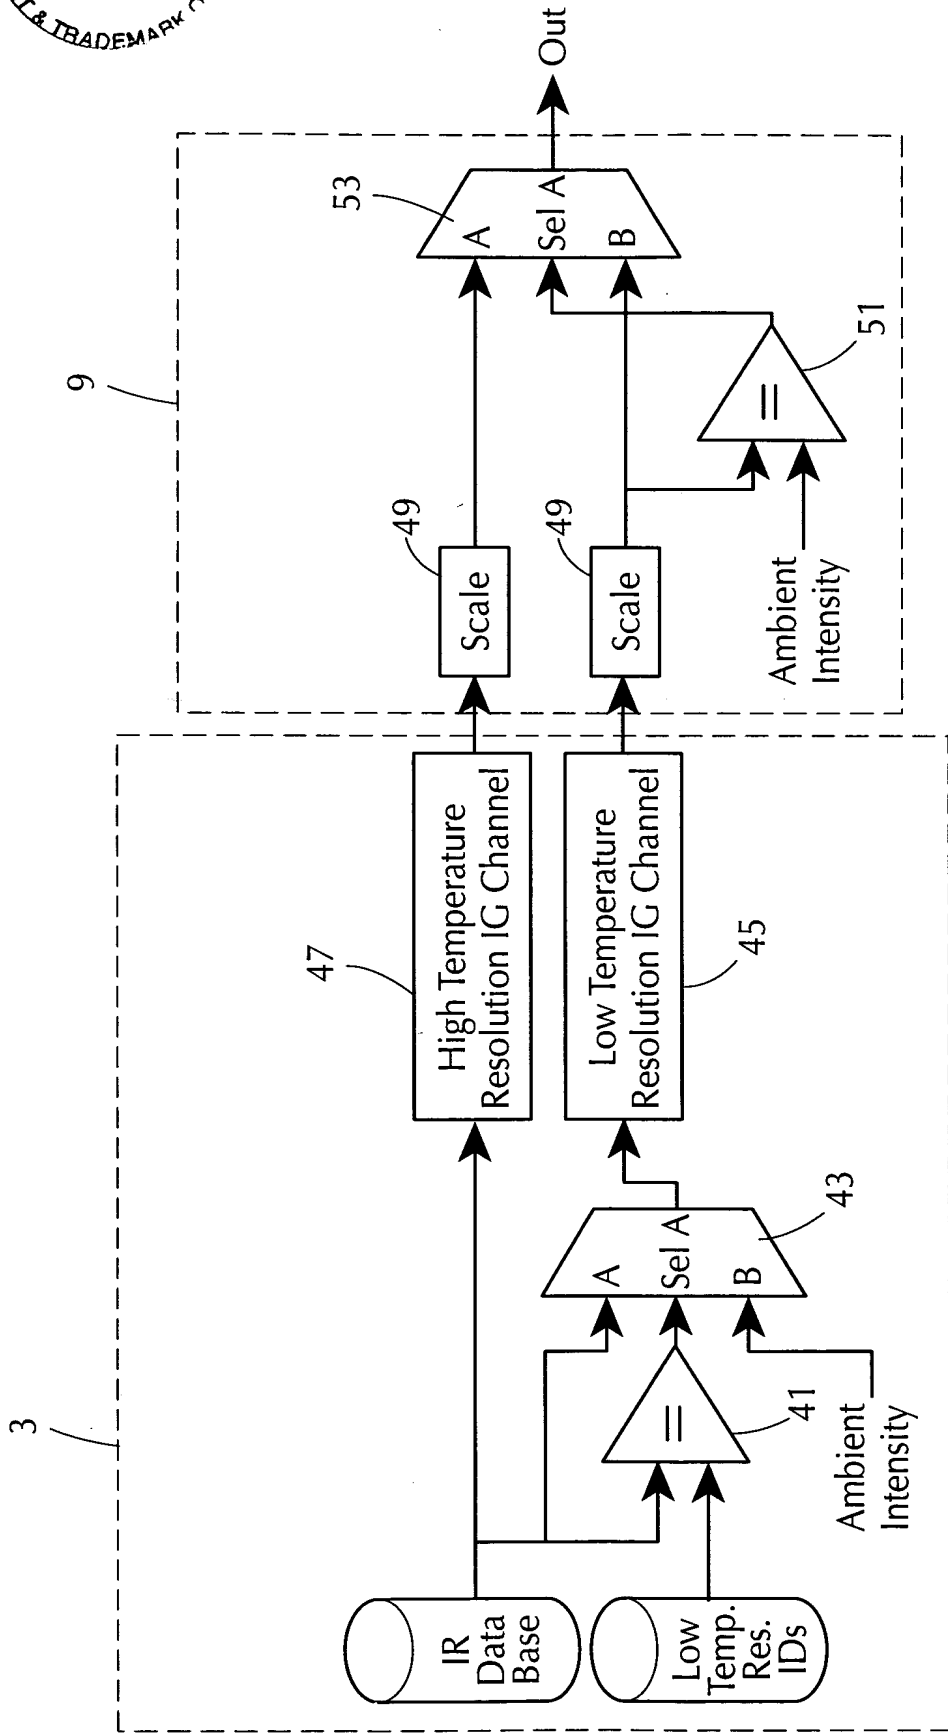 T & TRADEMARK
3
IR
Data
Base
Low
Temp.
Res.
IDs
=
41
A
Sel A
B
43
Ambient
Intensity
47
High Temperature
Resolution IG Channel
Low Temperature
Resolution IG Channel
45
9
49
Scale
49
Scale
Ambient
Intensity
=
51
53
A
Sel A
B
Out